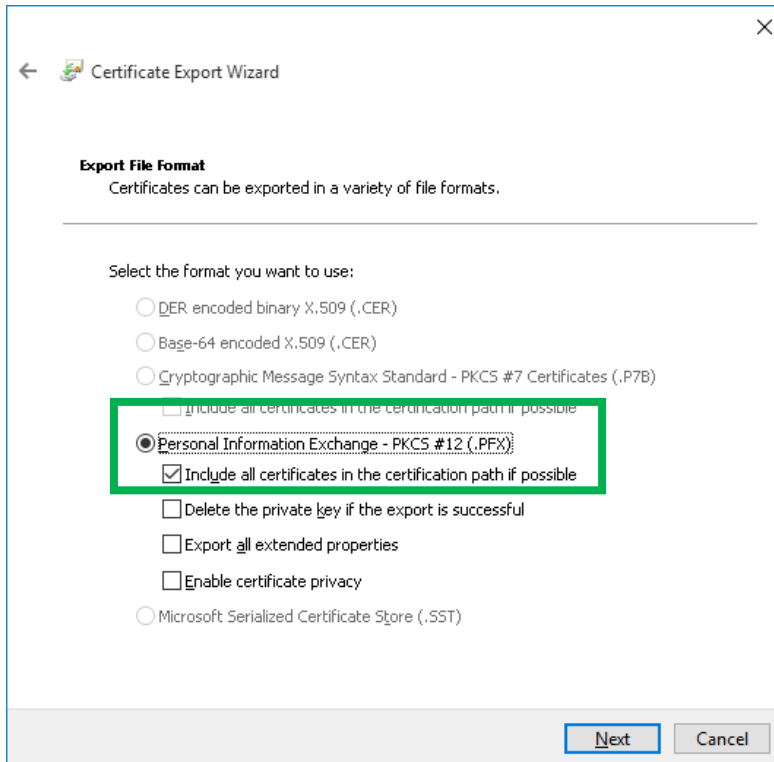 Certificate Export Wizard
Export File Format
Certificates can be exported in a variety of file formats.
Select the format you want to use:
DER encoded binary X.509 (.CER)
Base-64 encoded X.509 (.CER)
Cryptographic Message Syntax Standard - PKCS #7 Certificates (.P7B)
Include all certificates in the certification path if possible
Personal Information Exchange - PKCS #12 (.PFX)
Include all certificates in the certification path if possible
Delete the private key if the export is successful
Export all extended properties
Enable certificate privacy
Microsoft Serialized Certificate Store (.SST)
Next Cancel